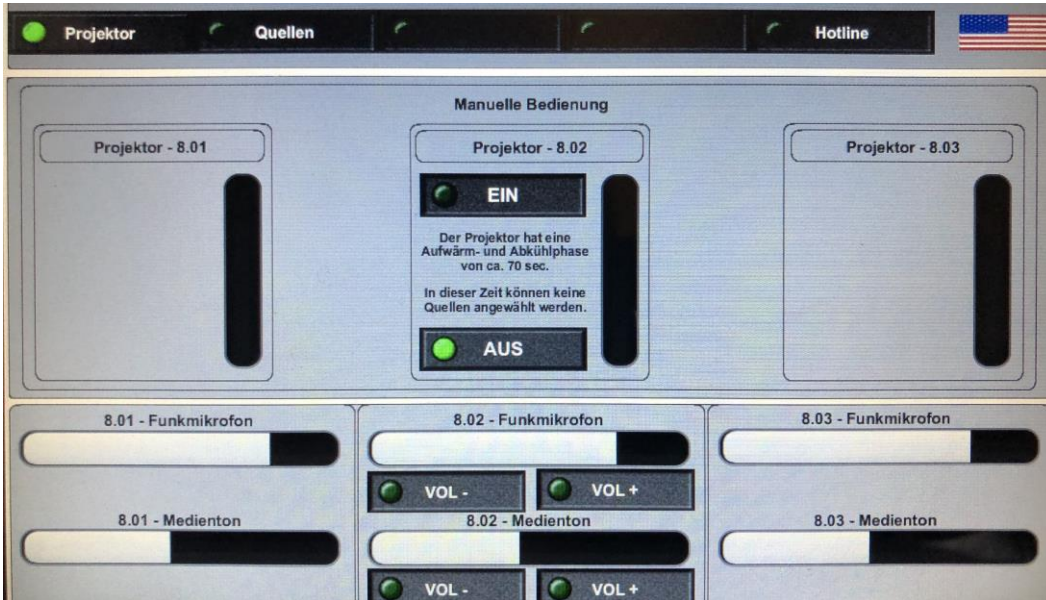 Projektor
Quellen
Hotline
Manuelle Bedienung
Projektor - 8.01
Projektor - 8.02
Projektor - 8.03
EIN
Der Projektor hat eine
Aufwärm- und Abkühlphase
von ca. 70 sec.
In dieser Zeit können keine
Quellen angewählt werden.
AUS
8.01 - Funkmikrofon
8.02 - Funkmikrofon
8.03 - Funkmikrofon
VOL -
VOL +
8.01 - Medienton
8.02 - Medienton
8.03 - Medienton
VOL -
VOL +